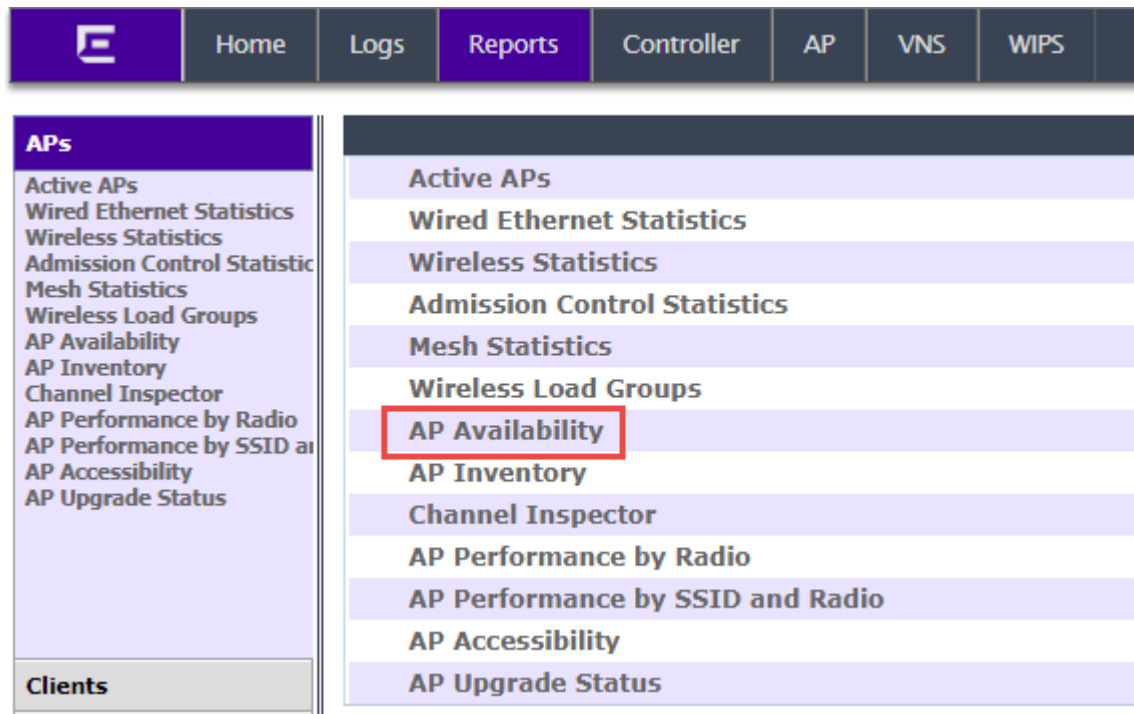 Home
Logs
Reports
Controller
AP
VNS
WIPS
APs
Active APs
Wired Ethernet Statistics
Wireless Statistics
Admission Control Statistic
Mesh Statistics
Wireless Load Groups
AP Availability
AP Inventory
Channel Inspector
AP Performance by Radio
AP Performance by SSID a
AP Accessibility
AP Upgrade Status
Clients
Active APs
Wired Ethernet Statistics
Wireless Statistics
Admission Control Statistics
Mesh Statistics
Wireless Load Groups
AP Availability
AP Inventory
Channel Inspector
AP Performance by Radio
AP Performance by SSID and Radio
AP Accessibility
AP Upgrade Status